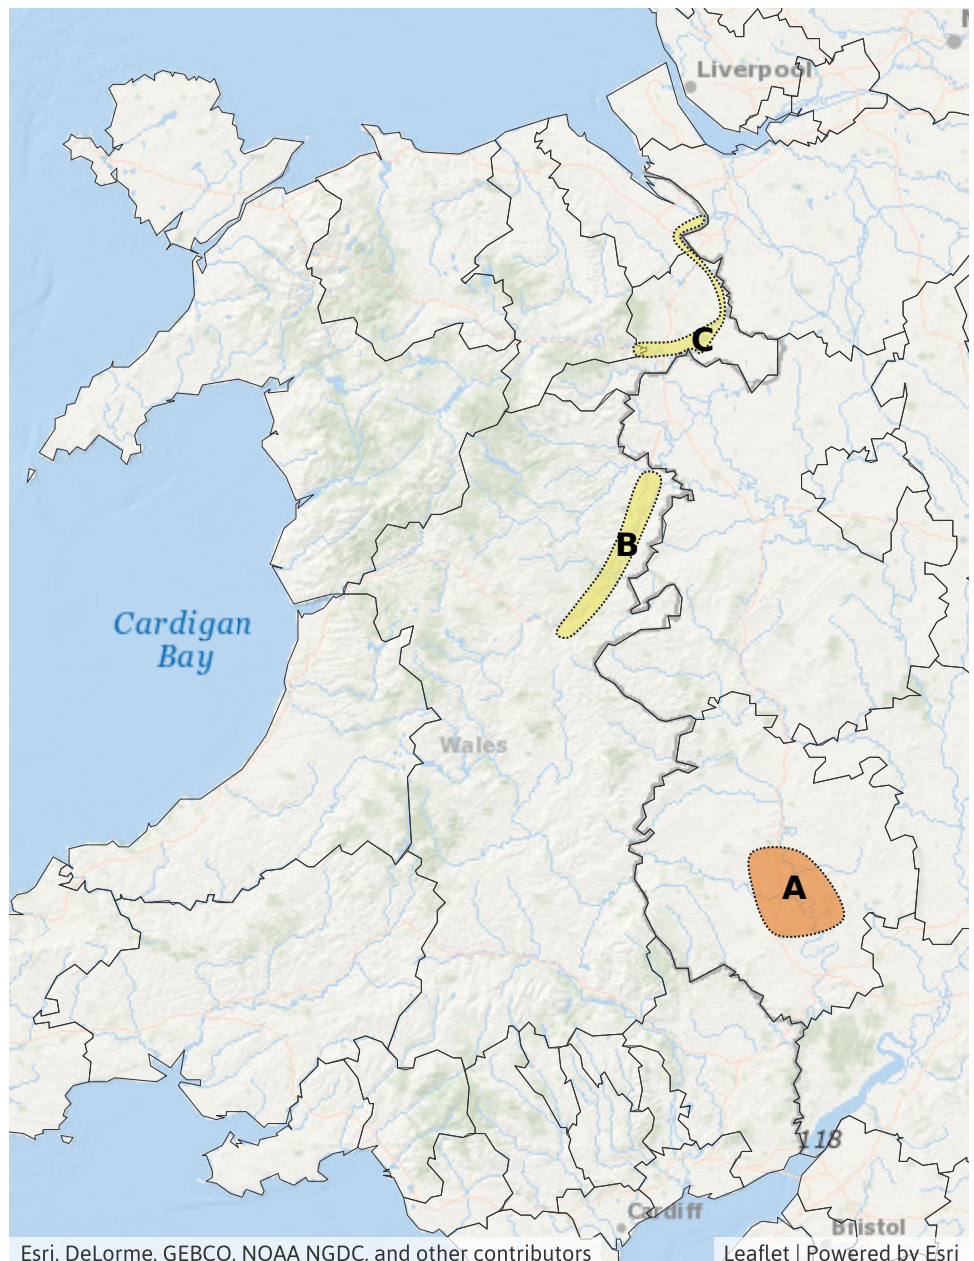 Liverpool
C
B
Cardigan
Bay
Wales
A
118
Cardiff
Bristol
Esri, DeLorme, GEBCO, NOAA NGDC, and other contributors
Leaflet | Powered by Esri